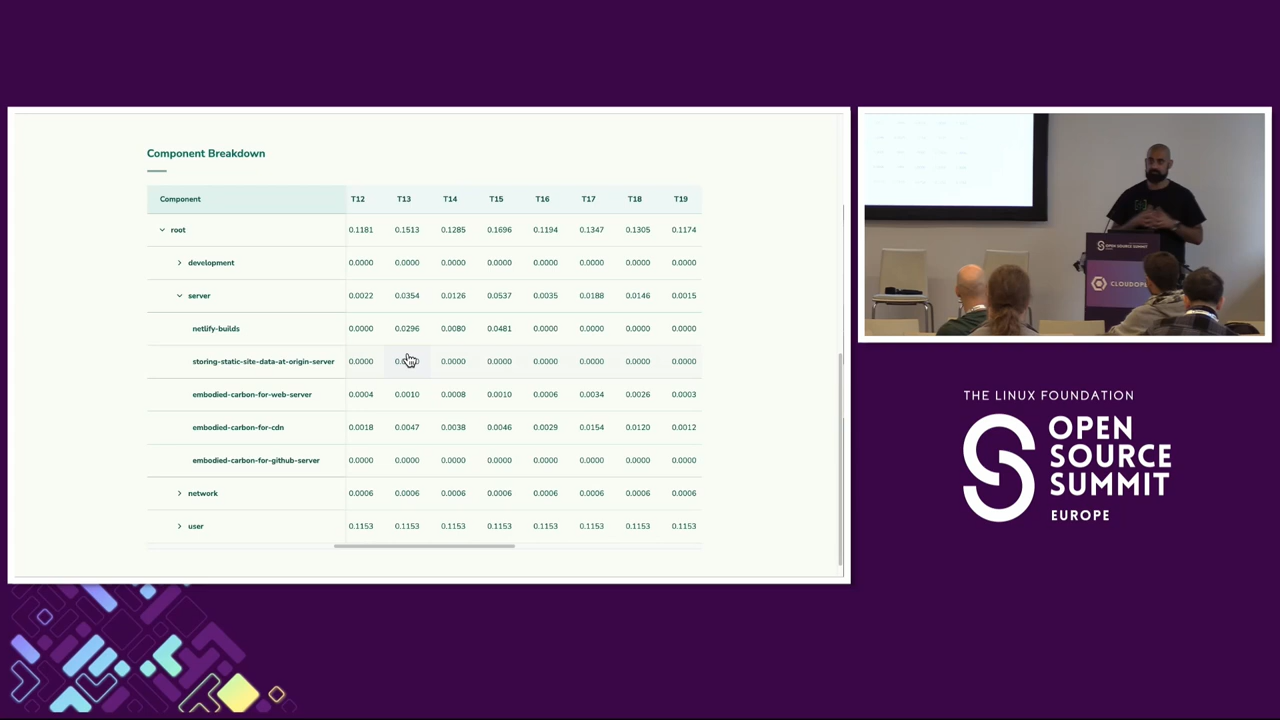 Component Breakdown
Component T12 T13 T14 T15 T16 T17 T18 T19
root 0.1181 0.1513 0.1285 0.1696 0.1194 0.1347 0.1305 0.1174
development 0.0000 0.0000 0.0000 0.0000 0.0000 0.0000 0.0000 0.0000
server 0.0022 0.0354 0.0126 0.0537 0.0035 0.0188 0.0146 0.0015
netlify-builds 0.0000 0.0296 0.0080 0.0481 0.0000 0.0000 0.0000 0.0000
storing-static-site-data-at-origin-server 0.0000 0.0000 0.0000 0.0000 0.0000 0.0000 0.0000
embodied-carbon-for-web-server 0.0004 0.0010 0.0008 0.0010 0.0006 0.0034 0.0026 0.0003
embodied-carbon-for-cdn 0.0018 0.0047 0.0038 0.0046 0.0029 0.0154 0.0120 0.0012
embodied-carbon-for-github-server 0.0000 0.0000 0.0000 0.0000 0.0000 0.0000 0.0000 0.0000
network 0.0006 0.0006 0.0006 0.0006 0.0006 0.0006 0.0006 0.0006
user 0.1153 0.1153 0.1153 0.1153 0.1153 0.1153 0.1153 0.1153
OPEN SOURCE SUMMIT
THE LINUX FOUNDATION
OPEN
SOURCE
SUMMIT
EUROPE